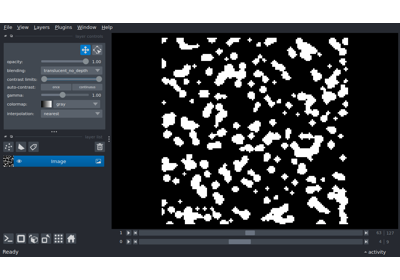 File View Layers Plugins Window Help
opacity: 1.00
blending: translucent_no_depth
contrast limits:
auto-contrast: once continuous
gamma: 1.00
colormap: gray
interpolation: nearest
Image
1
0
Ready
activity